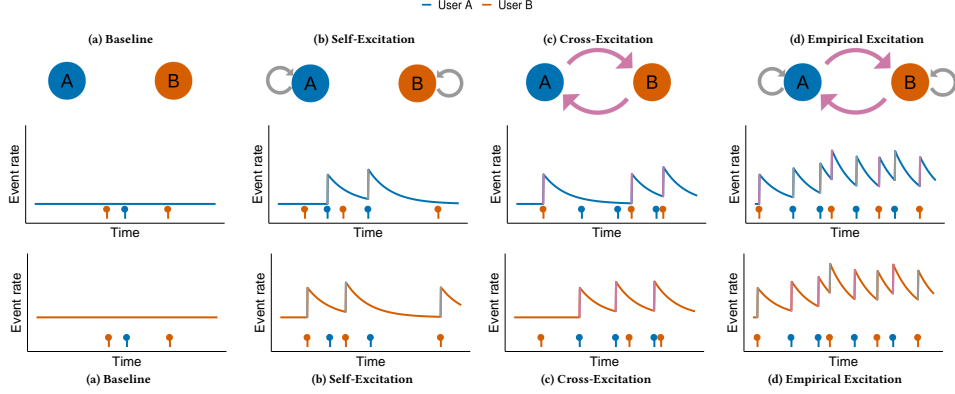 User A User B
(a) Baseline (b) Self-Excitation (c) Cross-Excitation (d) Empirical Excitation
A B A B A B A B
Event rate Event rate Event rate Event rate
Time Time Time Time
Event rate Event rate Event rate Event rate
Time Time Time Time
(a) Baseline (b) Self-Excitation (c) Cross-Excitation (d) Empirical Excitation